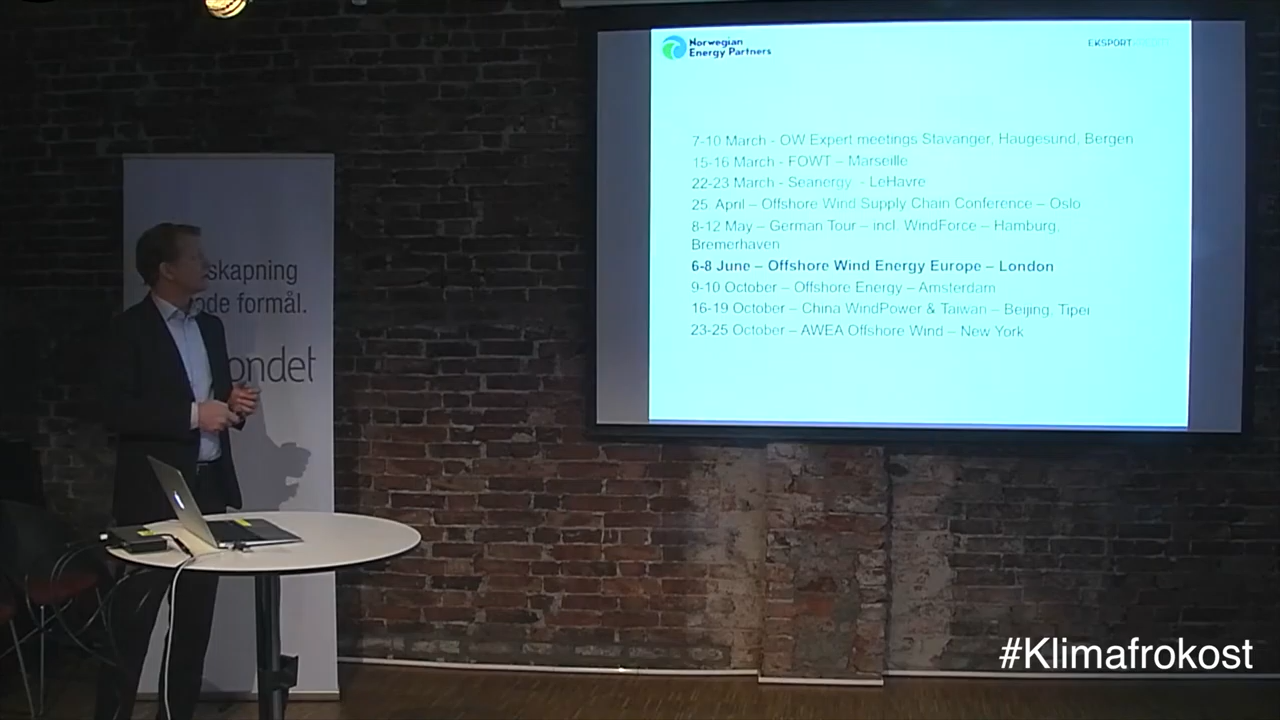 Norwegian
Energy Partners
EKSPORT
7-10 March - OW Expert meetings Stavanger, Haugesund, Bergen
15-16 March - FOWT – Marseille
22-23 March - Seanergy - LeHavre
25 April – Offshore Wind Supply Chain Conference – Oslo
8-12 May – German Tour – incl. WindForce – Hamburg,
Bremerhaven
6-8 June – Offshore Wind Energy Europe – London
9-10 October – Offshore Energy – Amsterdam
16-19 October – China WindPower & Taiwan – Beijing, Tipei
23-25 October – AWEA Offshore Wind – New York
skapning
ode formål.
ondet
#Klimafrokost